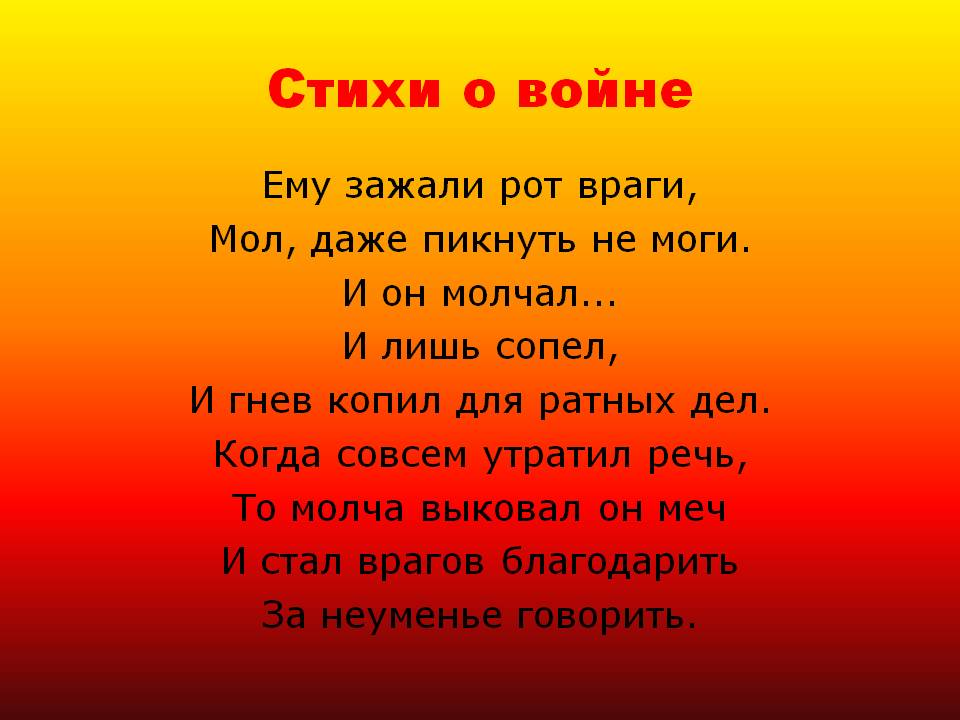 Стихи о войне
Ему зажали рот враги,
Мол, даже пикнуть не моги.
И он молчал...
И лишь сопел,
И гнев копил для ратных дел.
Когда совсем утратил речь,
То молча выковал он меч
И стал врагов благодарить
За неуменье говорить.